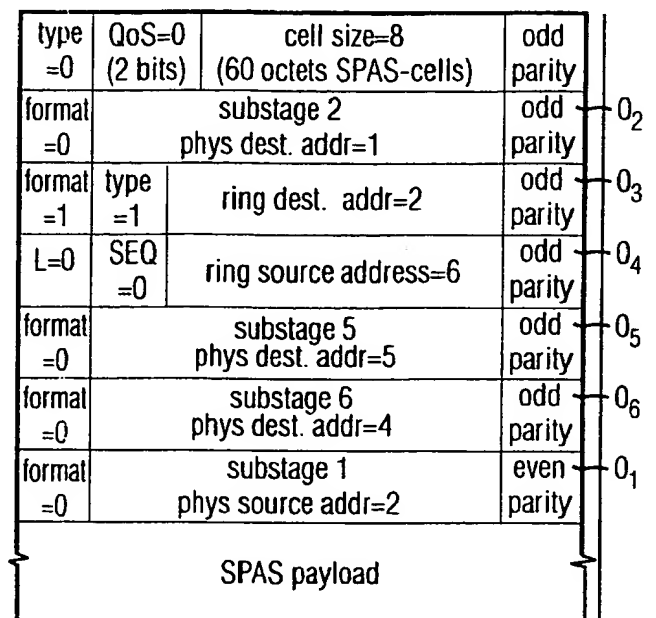 type QoS=0 cell size=8 odd
=0 (2 bits) (60 octets SPAS-cells) parity
format substage 2 odd O2
=0 phys dest. addr=1 parity
format type ring dest. addr=2 odd O3
=1 =1 parity
L=0 SEQ ring source address=6 odd O4
=0 parity
format substage 5 odd O5
=0 phys dest. addr=5 parity
format substage 6 odd O6
=0 phys dest. addr=4 parity
format substage 1 even O1
=0 phys source addr=2 parity
SPAS payload